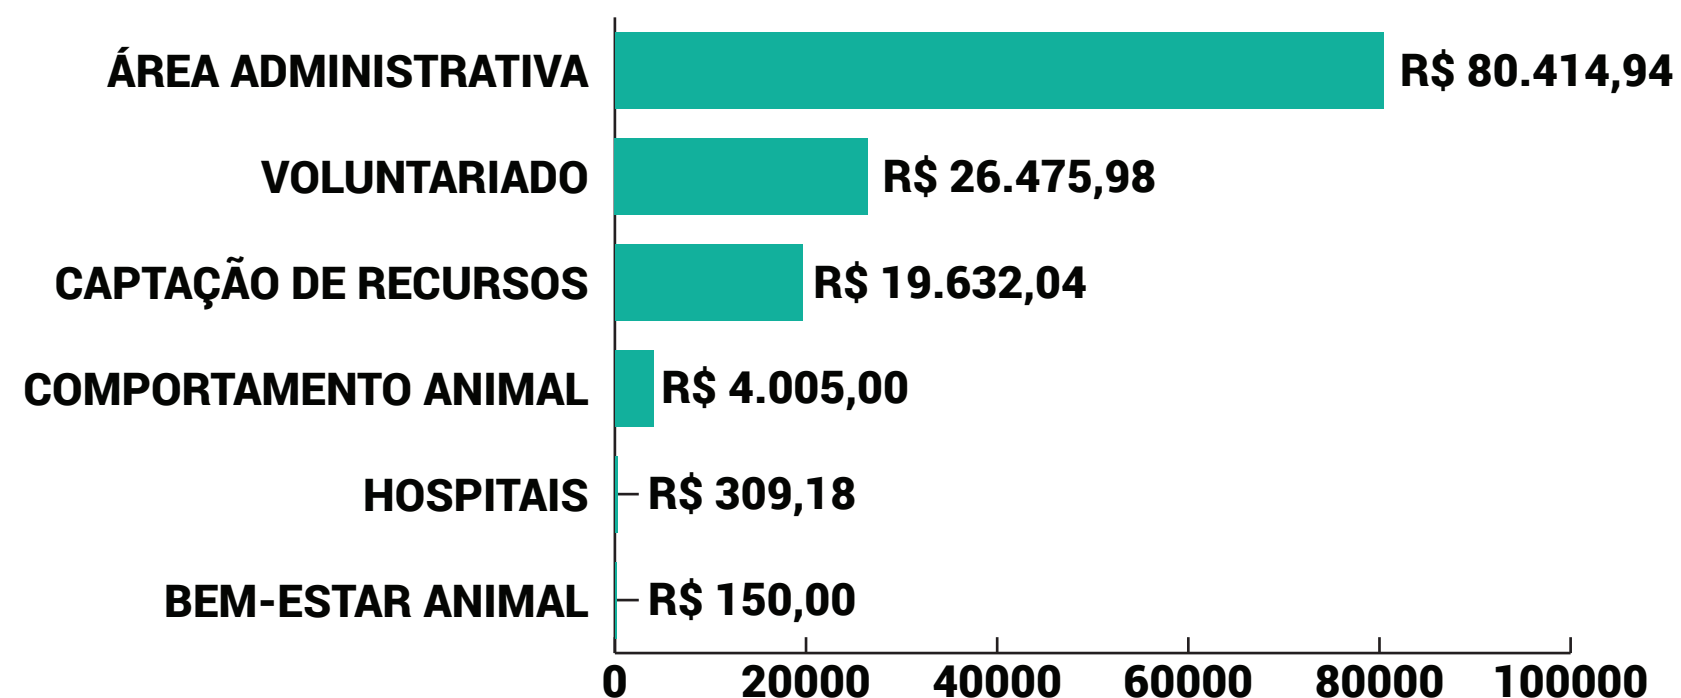 ÁREA ADMINISTRATIVA R$ 80.414,94
VOLUNTARIADO R$ 26.475,98
CAPTAÇÃO DE RECURSOS R$ 19.632,04
COMPORTAMENTO ANIMAL R$ 4.005,00
HOSPITAIS R$ 309,18
BEM-ESTAR ANIMAL R$ 150,00
0 20000 40000 60000 80000 100000